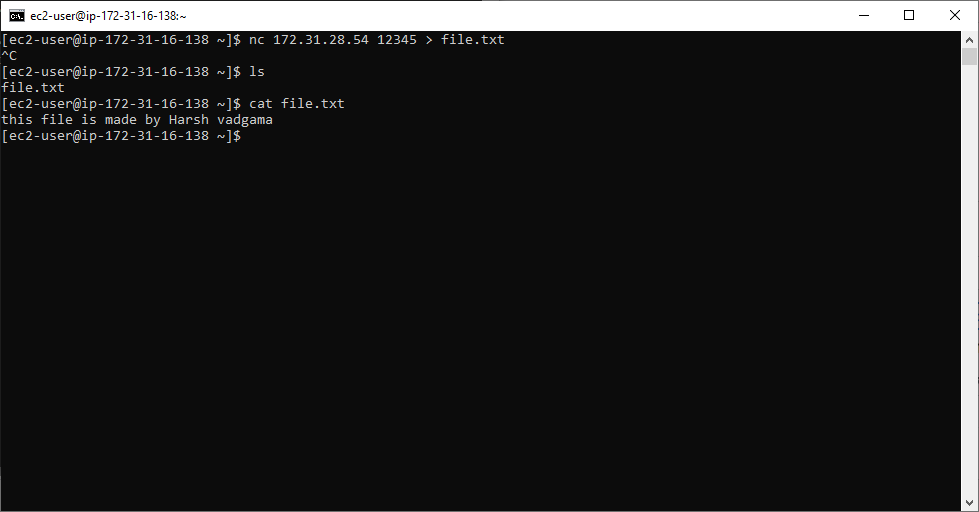 ec2-user@ip-172-31-16-138:~
[ec2-user@ip-172-31-16-138 ~]$ nc 172.31.28.54 12345 > file.txt
^C
[ec2-user@ip-172-31-16-138 ~]$ ls
file.txt
[ec2-user@ip-172-31-16-138 ~]$ cat file.txt
this file is made by Harsh vadgama
[ec2-user@ip-172-31-16-138 ~]$